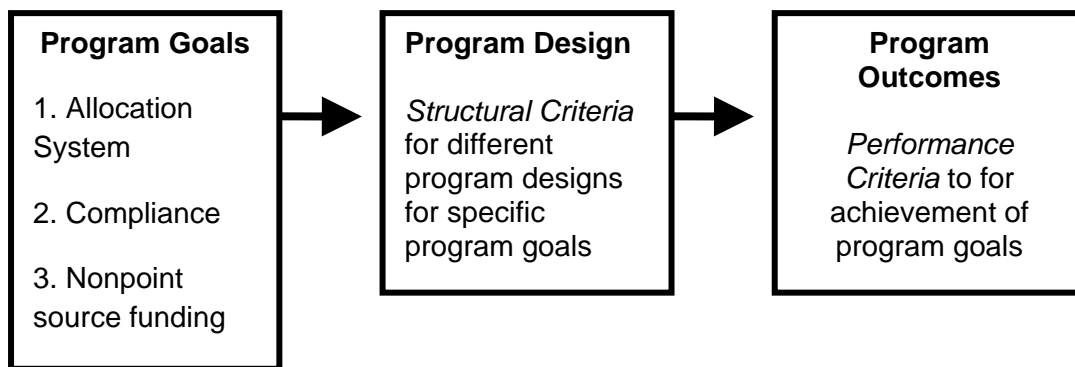 Program Goals
1. Allocation
System
2. Compliance
3. Nonpoint
source funding
Program Design
Structural Criteria
for different
program designs
for specific
program goals
Program
Outcomes
Performance
Criteria to for
achievement of
program goals